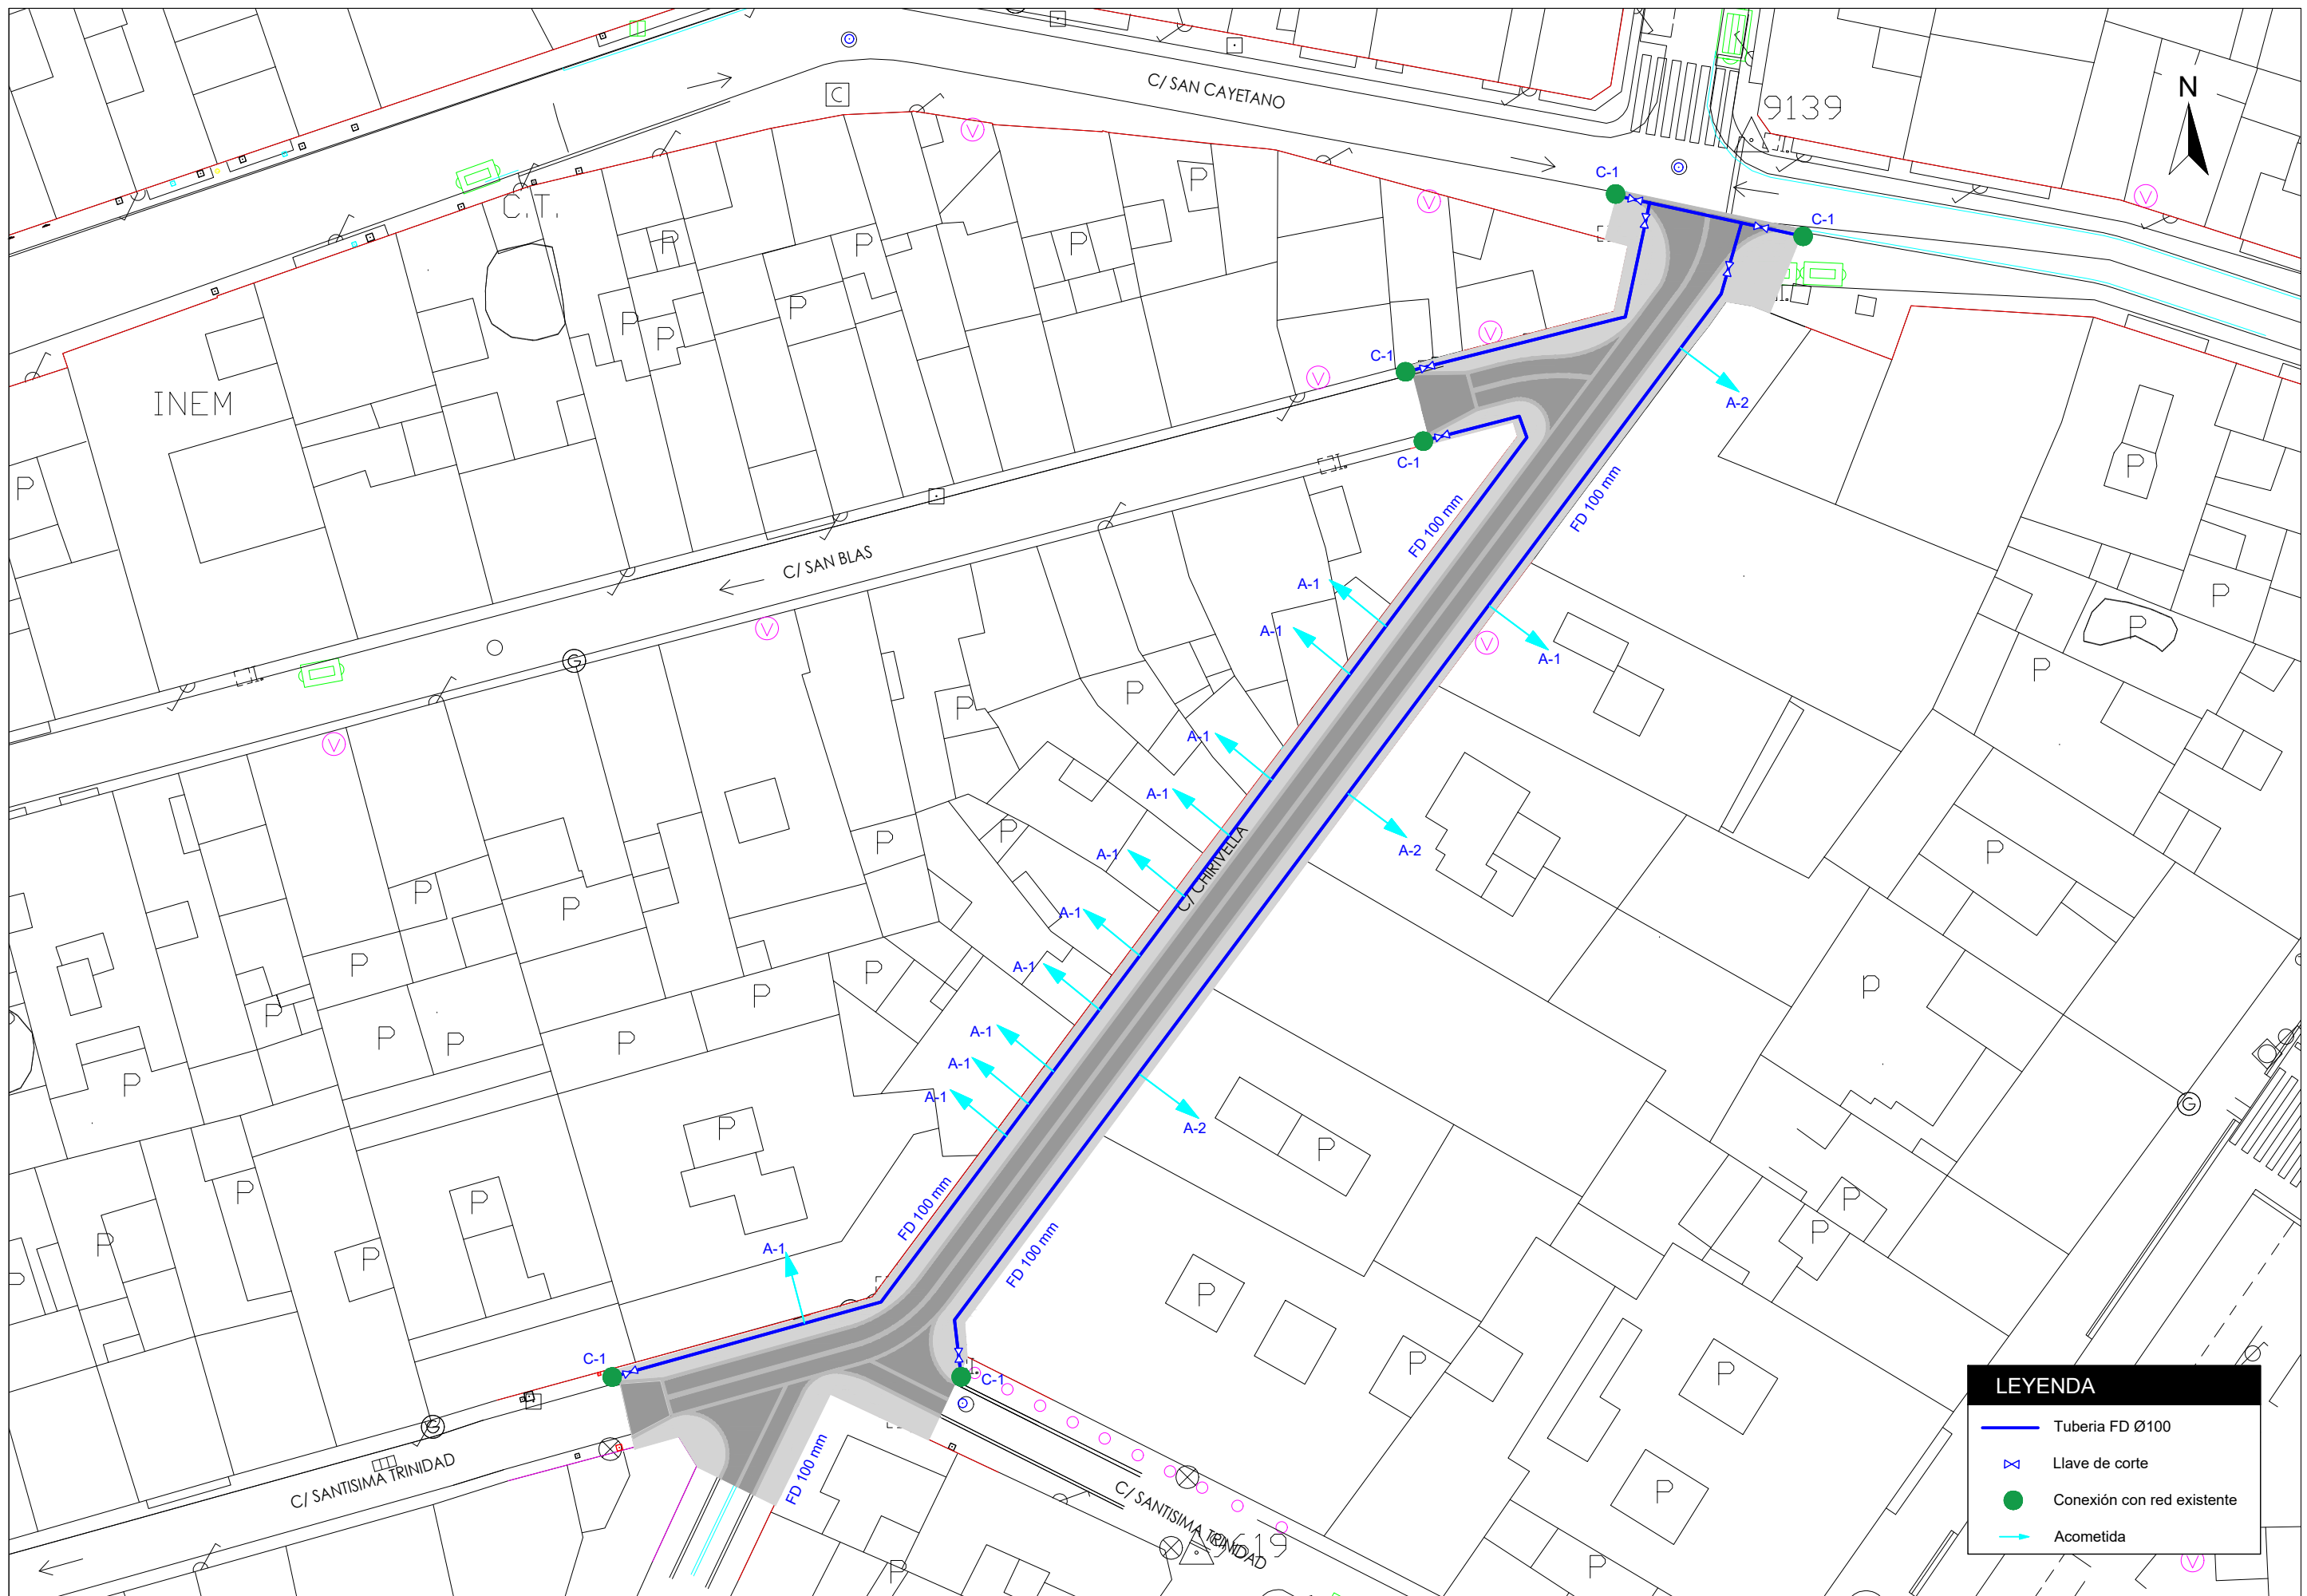 C/ SAN CAYETANO
9139
N
C
C-1
C-1
C.T.
P
P
P
P
P
P
P
V
V
V
V
V
C-1
INEM
A-2
C-1
P
P
FD 100 mm
FD 100 mm
C/ SAN BLAS
A-1
A-1
A-1
V
V
G
P
P
P
P
P
P
V
A-1
A-1
C/ CHIRIVELLA
A-1
A-2
P
P
P
P
P
A-1
A-1
P
P
P
P
P
P
P
P
A-1
A-1
A-1
A-2
G
P
P
P
P
P
P
FD 100 mm
FD 100 mm
P
P
P
P
P
A-1
P
C-1
C-1
P
P
P
G
LEYENDA
Tuberia FD Ø100
Llave de corte
Conexión con red existente
Acometida
C/ SANTISIMA TRINIDAD
FD 100 mm
C/ SANTISIMA TRINIDAD
9619
P
P
P
V